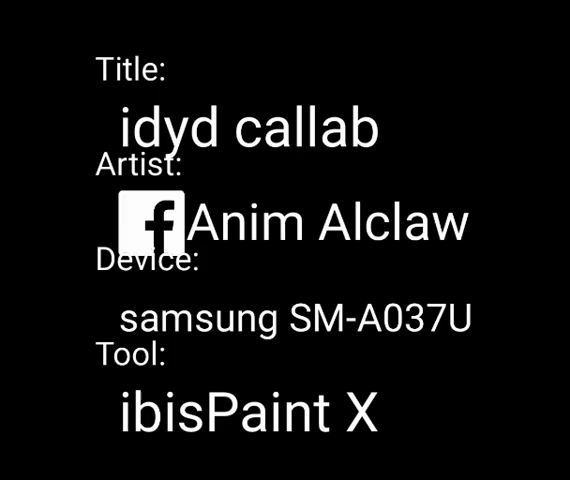 Title:
idyd callab
Artist:
Anim Alclaw
Device:
samsung SM-A037U
Tool:
ibisPaint X